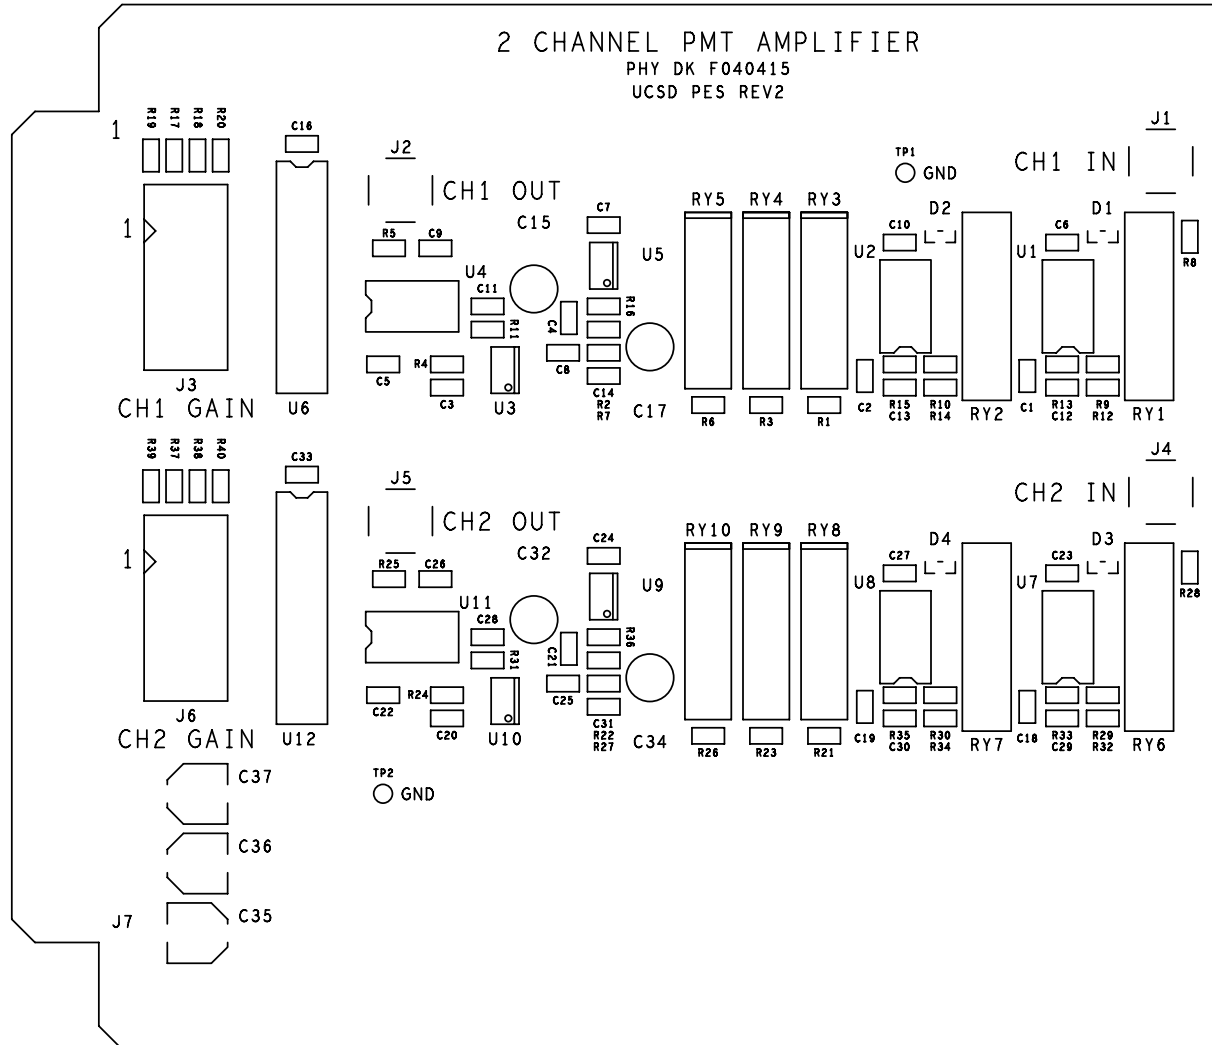 2 CHANNEL PMT AMPLIFIER
PHY DK F040415
UCSD PES REV2
1
R19 R17 R18 R20
C16
J2
TP1
GND
J1
CH1 IN
CH1 OUT
C15
C7
RY5 RY4 RY3
D2
D1
1
R5 C9
U5
U2
C10
U1
C6
R8
U4
C11
R11
C4
R16
J3
CH1 GAIN
U6
C5
R4
C3
U3
C8
C14
R2
R7
C17
R6
R3
R1
C2
R15 R10
C13 R14
RY2
C1
R13 R9
C12 R12
RY1
R39 R37 R38 R40
C33
J5
J4
CH2 IN
CH2 OUT
C32
C24
RY10 RY9 RY8
D4
D3
1
R25 C26
U9
U8
C27
U7
C23
R28
U11
C28
R31
C21
R36
J6
CH2 GAIN
U12
C22
R24
C20
U10
C25
C31
R22
R27
C34
R26
R23
R21
C19
R35 R30
C30 R34
RY7
C18
R33 R29
C29 R32
RY6
C37
TP2
GND
C36
J7
C35